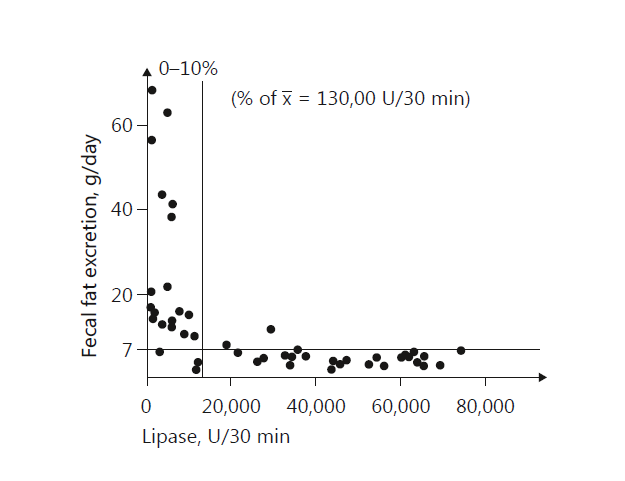 0–10%
(% of x̅ = 130,00 U/30 min)
Fecal fat excretion, g/day
60
40
20
7
0 20,000 40,000 60,000 80,000
Lipase, U/30 min